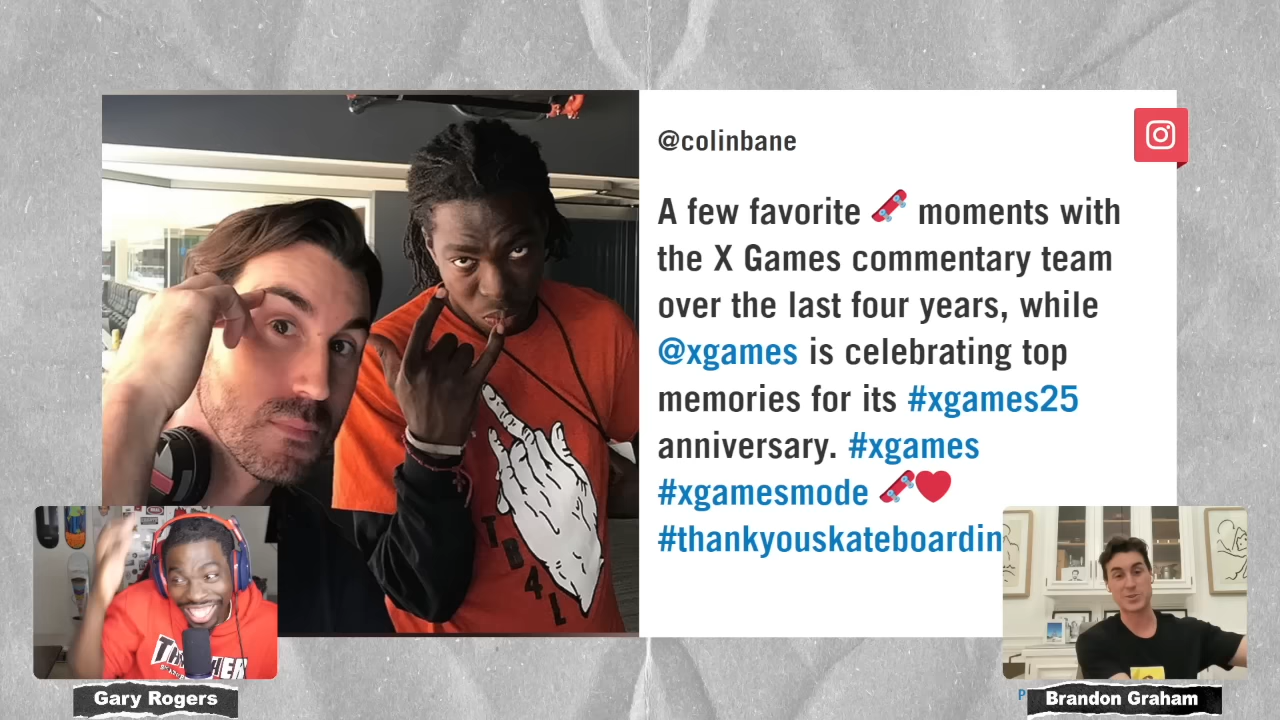 @colinbane
A few favorite 🛹 moments with
the X Games commentary team
over the last four years, while
@xgames is celebrating top
memories for its #xgames25
anniversary. #xgames
#xgamesmode 🛹❤️
#thankyouskateboardin
TB4L
Gary Rogers
P
Brandon Graham